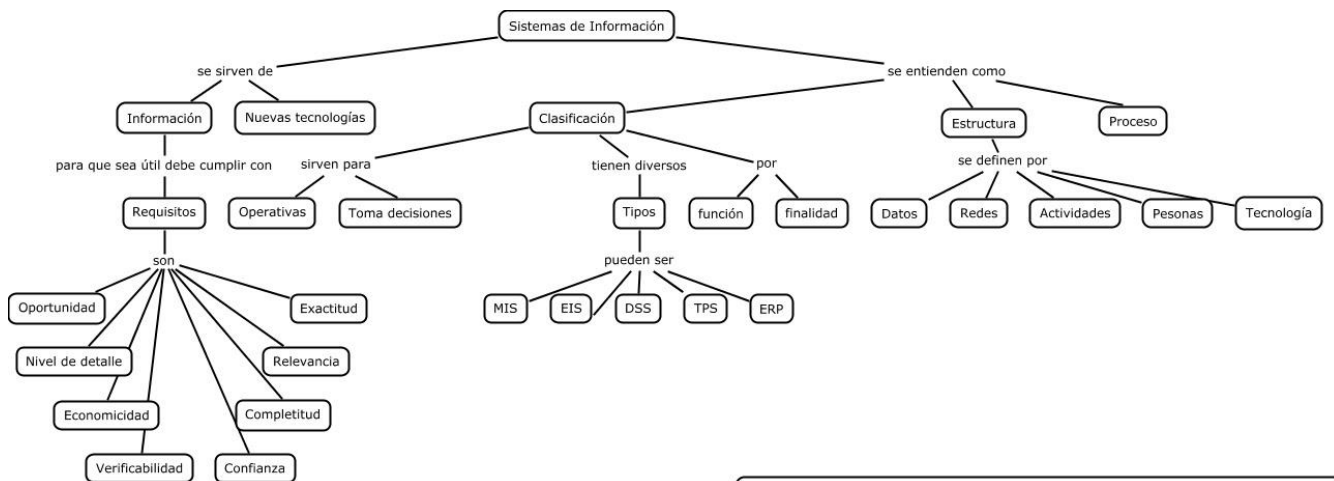 Sistemas de Información
se sirven de
se entienden como
Información
Nuevas tecnologías
Clasificación
Estructura
Proceso
para que sea útil debe cumplir con
sirven para
tienen diversos
por
se definen por
Requisitos
Operativas
Toma decisiones
Tipos
función
finalidad
Datos
Redes
Actividades
Pesonas
Tecnología
son
pueden ser
Oportunidad
Exactitud
MIS
EIS
DSS
TPS
ERP
Nivel de detalle
Relevancia
Economicidad
Completitud
Verificabilidad
Confianza